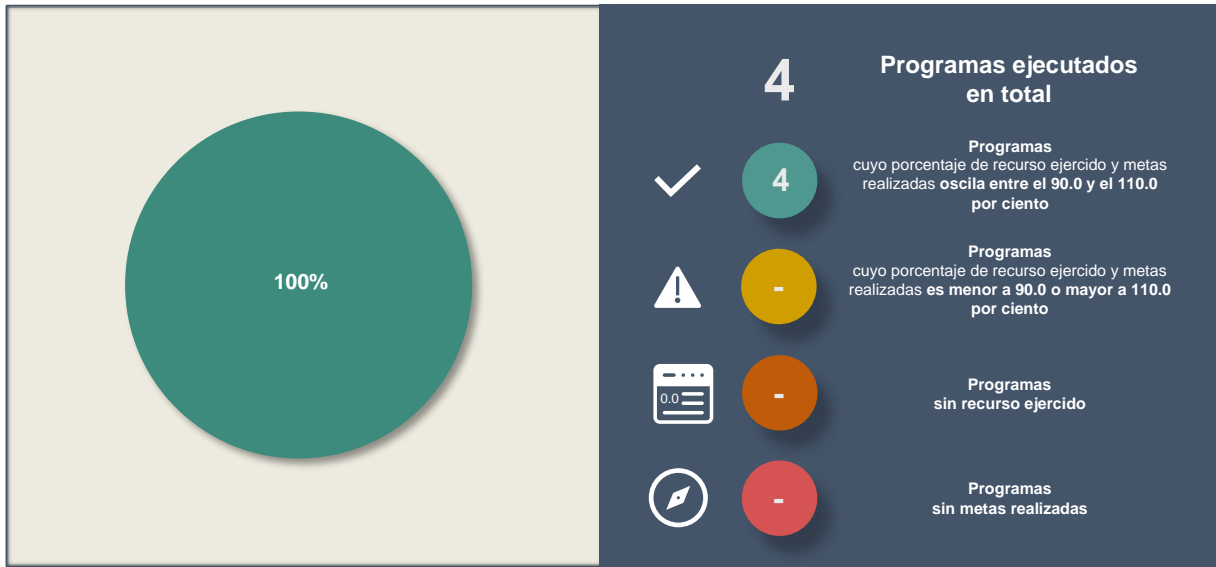 100%
4
Programas ejecutados
en total
4
Programas
cuyo porcentaje de recurso ejercido y metas
realizadas oscila entre el 90.0 y el 110.0
por ciento
-
Programas
cuyo porcentaje de recurso ejercido y metas
realizadas es menor a 90.0 o mayor a 110.0
por ciento
0.0
-
Programas
sin recurso ejercido
-
Programas
sin metas realizadas